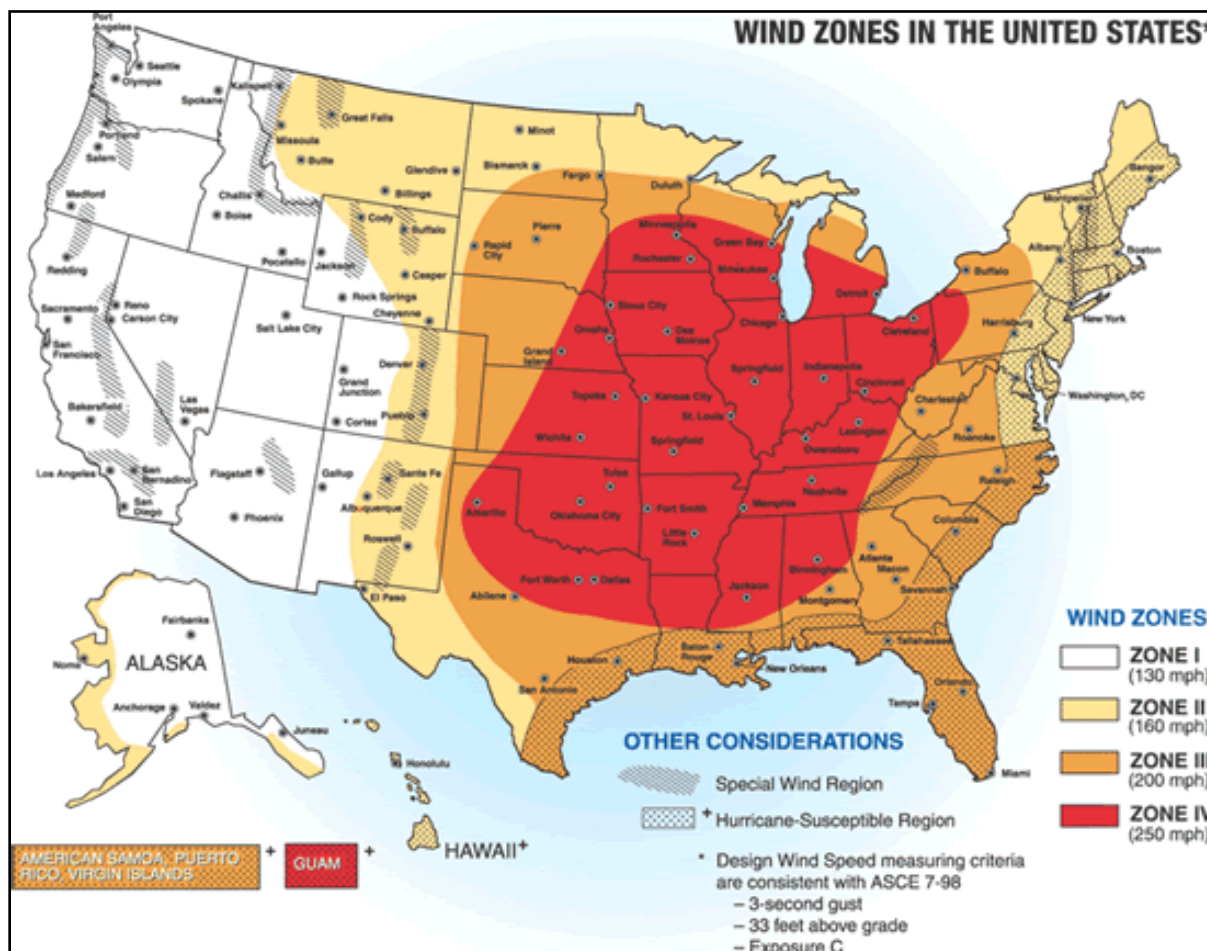 WIND ZONES IN THE UNITED STATES*
Port
Angeles
Seattle
Olympia
Spokane
Kalispell
Great Falls
Missoula
Butte
Glendive
Billings
Minot
Bismarck
Fargo
Duluth
Portland
Salem
Medford
Challis
Boise
Pocatello
Cody
Buffalo
Jackson
Casper
Rock Springs
Cheyenne
Rapid
City
Pierre
Minneapolis
Rochester
Green Bay
Milwaukee
Detroit
Chicago
Bangor
Montpelier
Albany
Boston
Buffalo
New York
Harrisburg
Cleveland
Washington, DC
Redding
Reno
Carson City
Sacramento
San
Francisco
Salt Lake City
Grand
Junction
Cortez
Denver
Pueblo
Sioux City
Omaha
Des
Moines
Grand
Island
Topeka
Kansas City
Springfield
Indianapolis
Cincinnati
Charleston
St. Louis
Lexington
Owensboro
Roanoke
Wichita
Springfield
Bakersfield
Las
Vegas
Los Angeles
San
Bernadino
San
Diego
Flagstaff
Phoenix
Gallup
Santa Fe
Albuquerque
Roswell
El Paso
Amarillo
Tulsa
Oklahoma City
Fort Smith
Little
Rock
Memphis
Nashville
Raleigh
Columbia
Atlanta
Macon
Savannah
Birmingham
Montgomery
Jackson
Fort Worth
Dallas
Abilene
Houston
San Antonio
Baton
Rouge
New Orleans
Tallahassee
Orlando
Tampa
Miami
Fairbanks
ALASKA
Nome
Anchorage
Valdez
Juneau
Honolulu
HAWAII+
AMERICAN SAMOA, PUERTO
RICO, VIRGIN ISLANDS
+
GUAM
+
OTHER CONSIDERATIONS
Special Wind Region
+ Hurricane-Susceptible Region
* Design Wind Speed measuring criteria
are consistent with ASCE 7-98
– 3-second gust
– 33 feet above grade
– Exposure C
WIND ZONES
ZONE I
(130 mph)
ZONE II
(160 mph)
ZONE III
(200 mph)
ZONE IV
(250 mph)